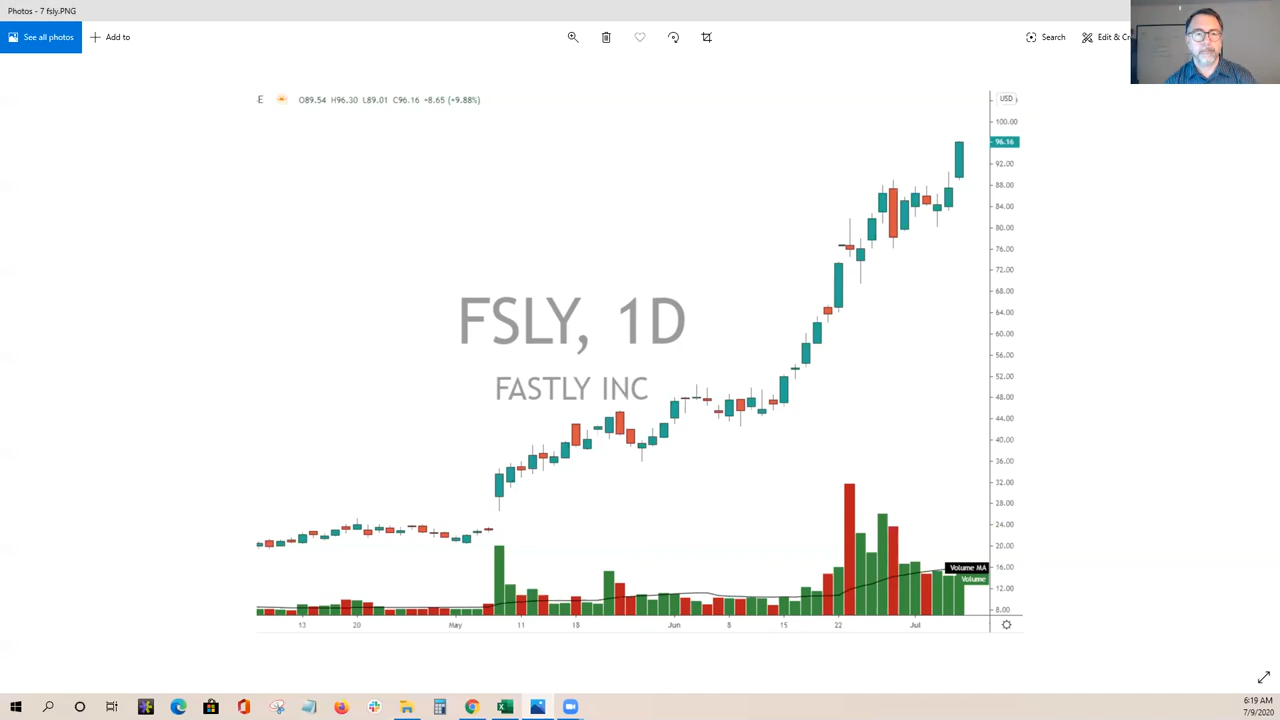 Photos - 7 fsly.PNG
See all photos
Add to
Search
Edit & Cr
E O89.54 H96.30 L89.01 C96.16 +8.65 (+9.88%)
USD
100.00
96.16
92.00
88.00
84.00
80.00
76.00
72.00
68.00
64.00
60.00
56.00
52.00
48.00
44.00
40.00
36.00
32.00
28.00
24.00
20.00
16.00
12.00
8.00
FSLY, 1D
FASTLY INC
Volume MA
Volume
13 20 May 11 18 Jun 8 15 22 Jul
6:19 AM
7/9/2020